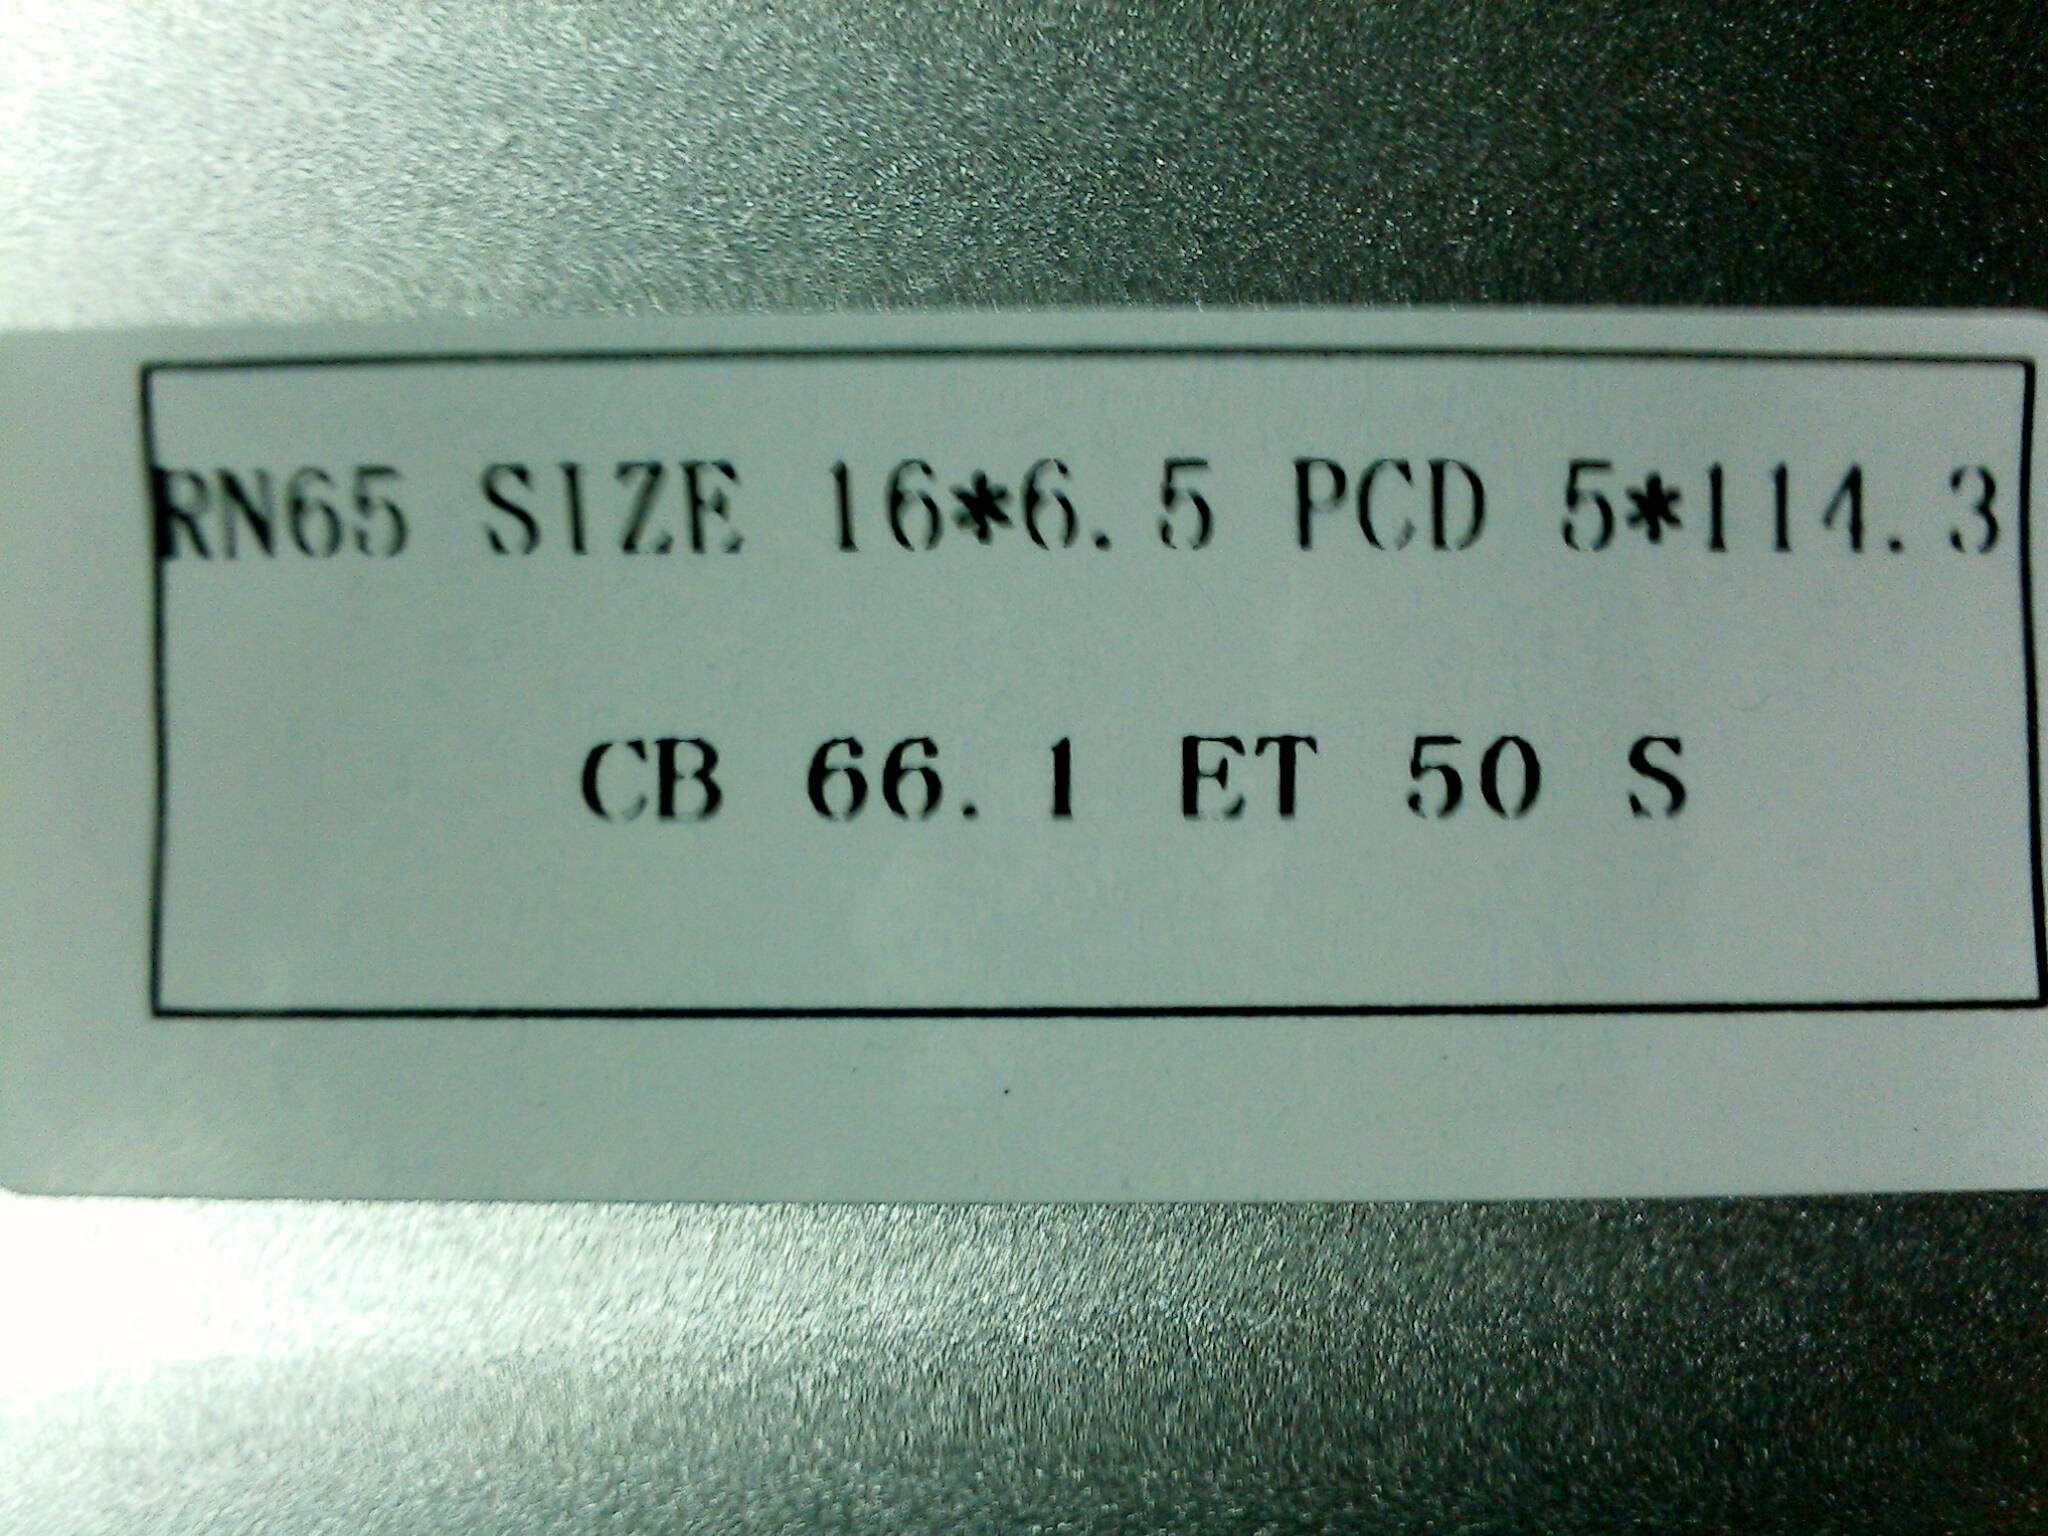 RN65 SIZE 16*6.5 PCD 5*114.3
CB 66.1 ET 50 S